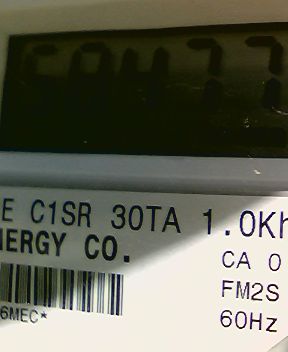 E C1SR 30TA 1.0Kh
NERGY CO.
CA 0
FM2S
6MEC*
60Hz